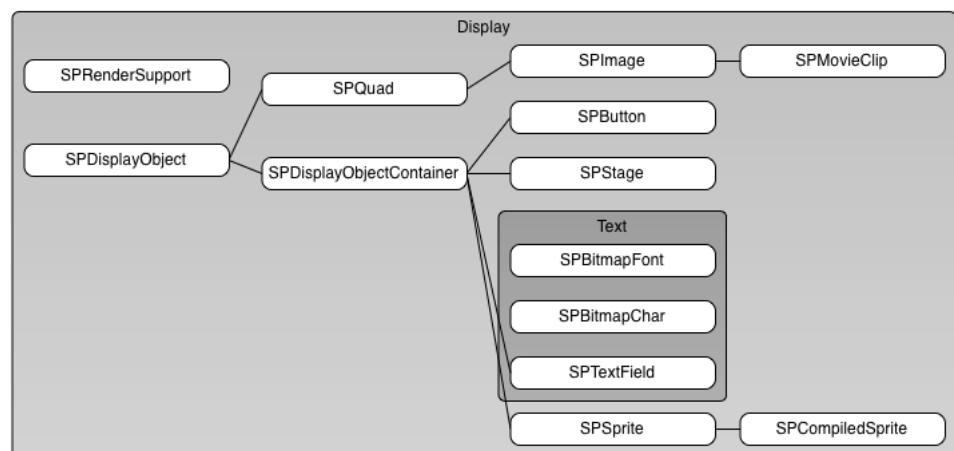 Display
SPRenderSupport
SPDisplayObject
SPQuad
SPDisplayObjectContainer
SPImage
SPMovieClip
SPButton
SPStage
Text
SPBitmapFont
SPBitmapChar
SPTextField
SPSprite
SPCompiledSprite